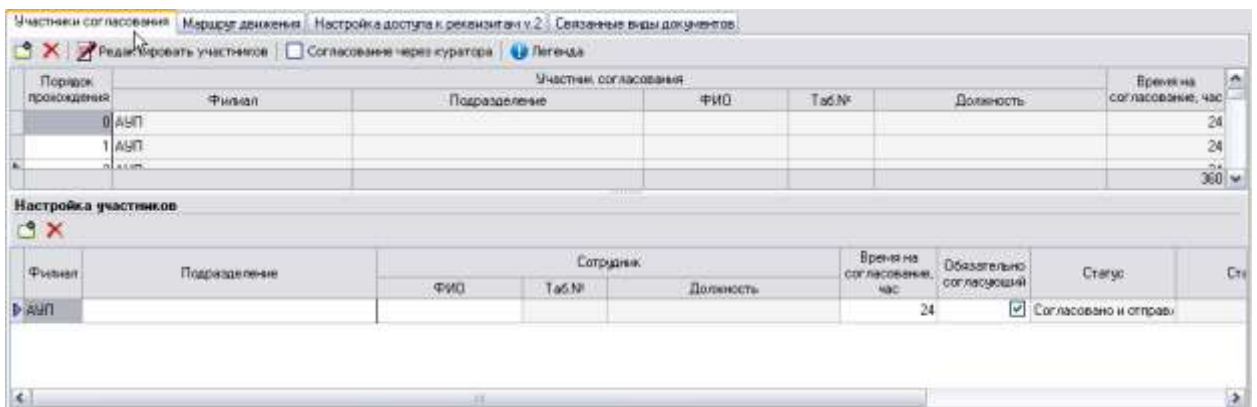 Участники согласования Маршрут движения Настройка доступа к реквизитам v.2 Связанные виды документов
Редактировать участников Согласование через куратора Легенда
Порядок прохождения Участник согласования Время на согласование, час
Филиал Подразделение ФИО Таб.№ Должность
0 АУП 24
1 АУП 24
360
Настройка участников
Филиал Подразделение Сотрудник Время на согласование, час Обязательно согласующий Статус
ФИО Таб.№ Должность
АУП 24 Согласовано и отправ